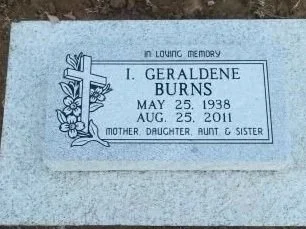 IN LOVING MEMORY
I. GERALDENE
BURNS
MAY 25, 1938
AUG. 25, 2011
MOTHER, DAUGHTER, AUNT & SISTER